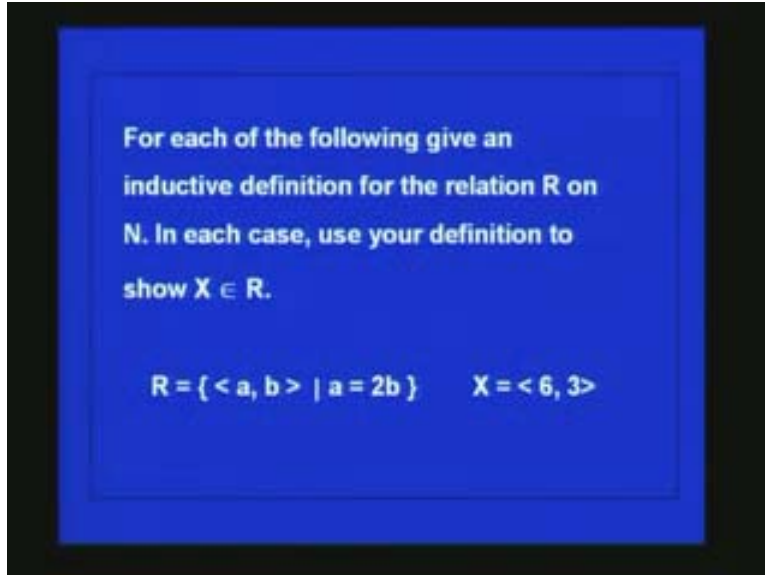 For each of the following give an
inductive definition for the relation R on
N. In each case, use your definition to
show X ∈ R.
R = { < a, b > | a = 2b }     X = < 6, 3>